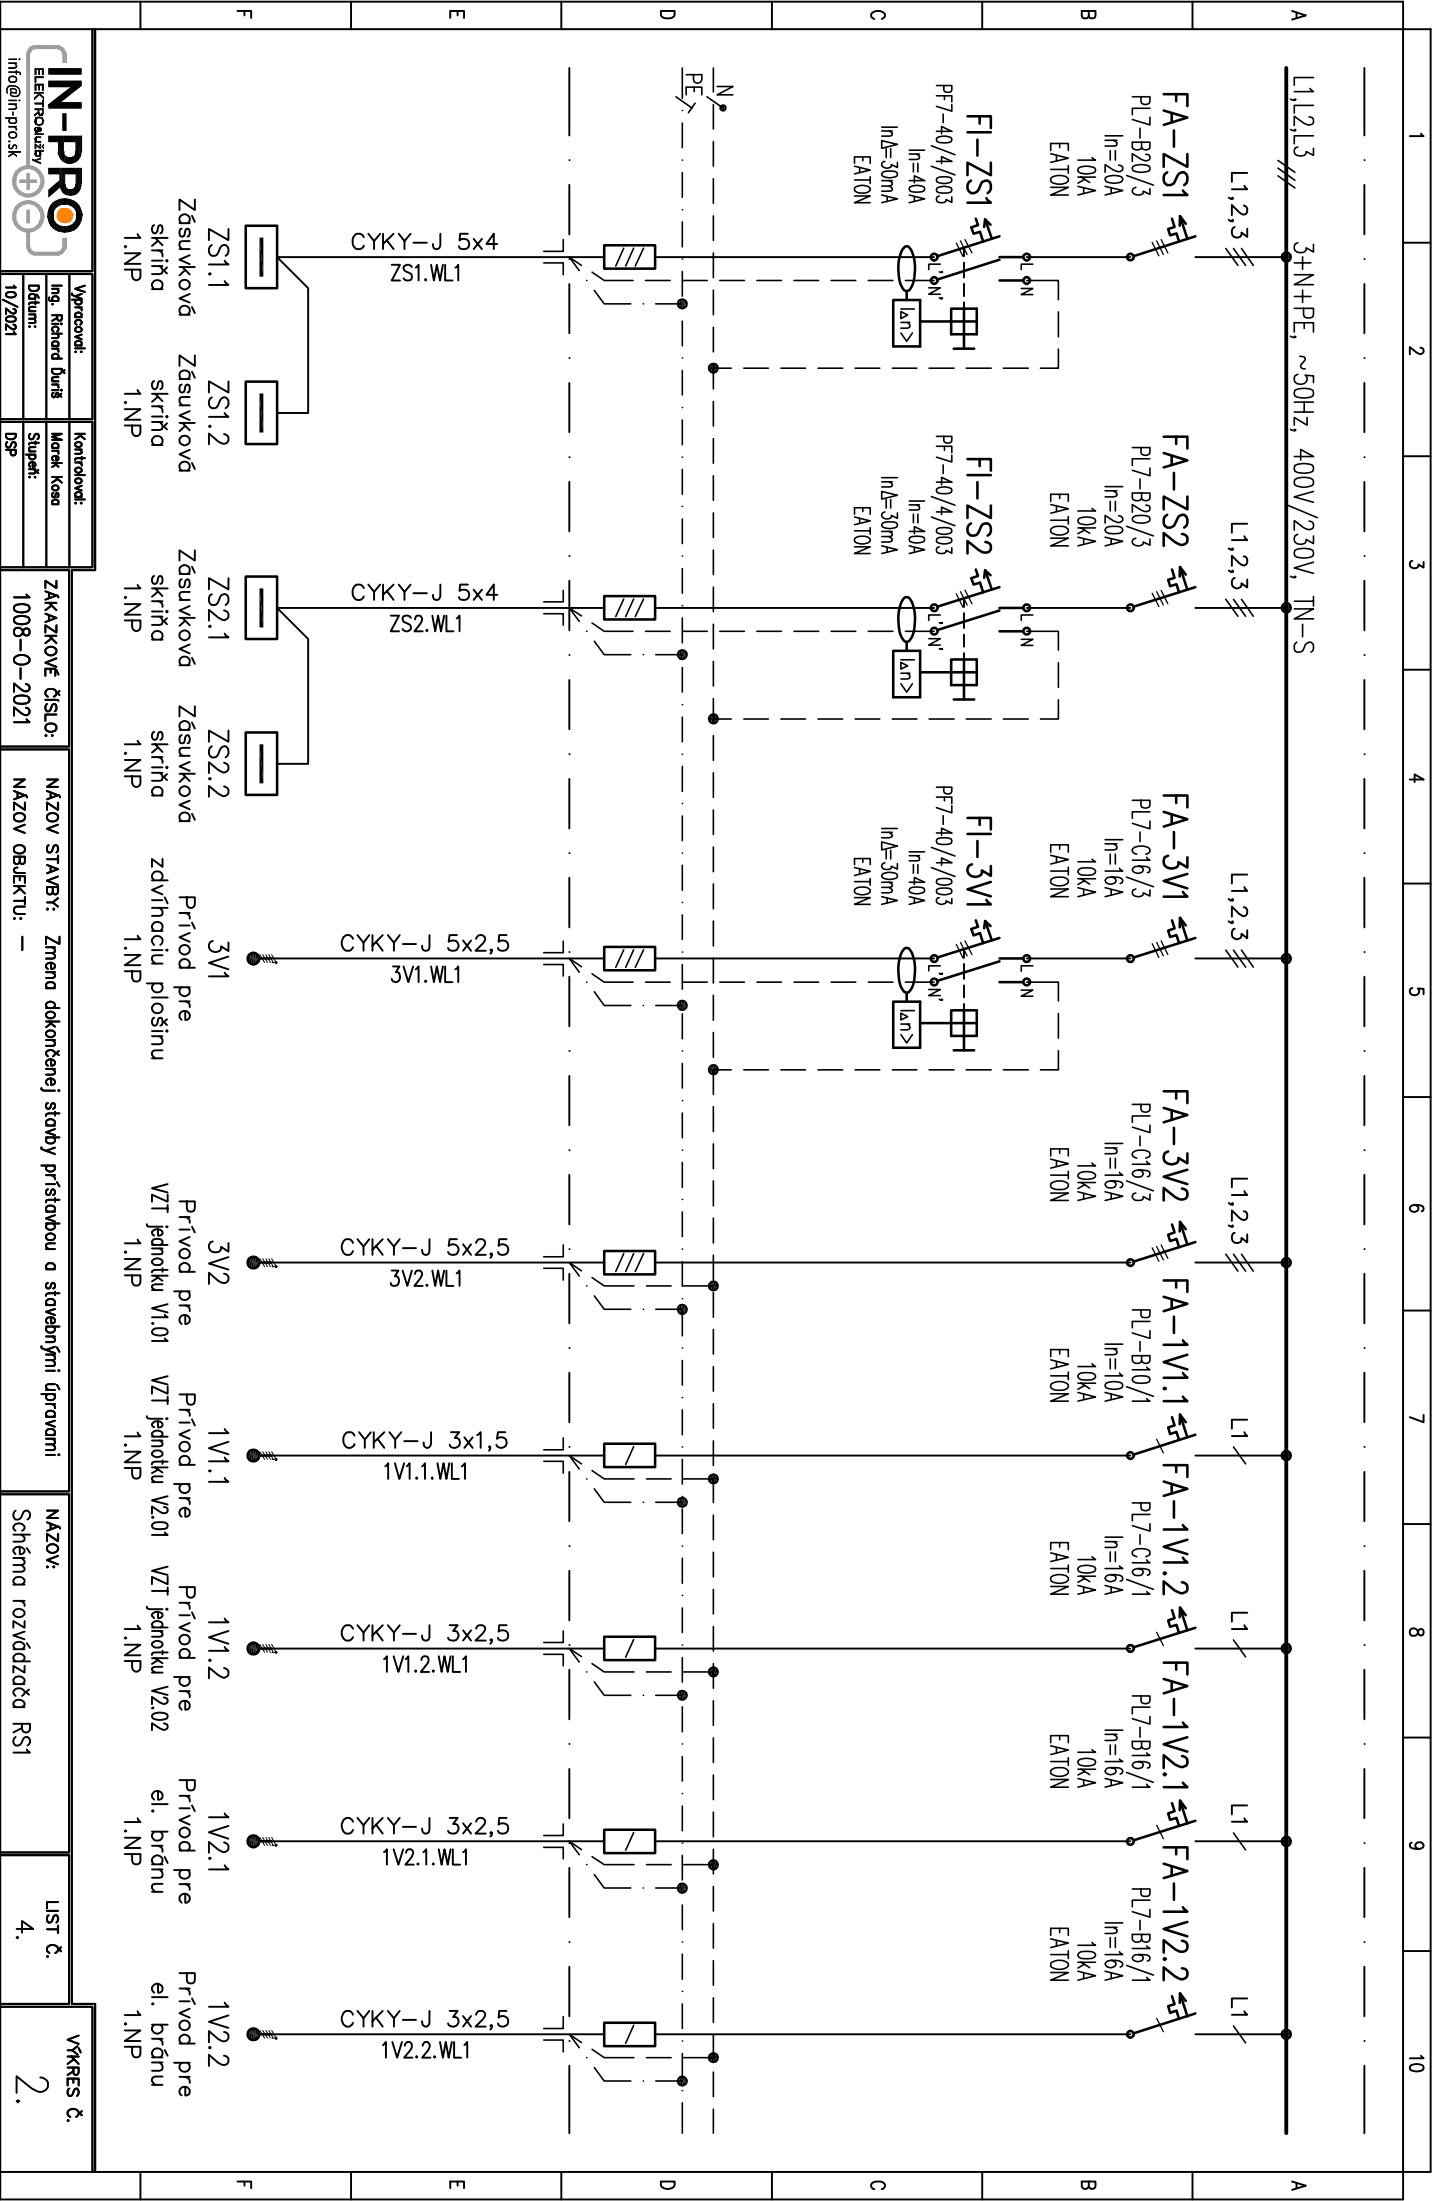 1 2 3 4 5 6 7 8 9 10
A
B
C
D
E
F
A
B
C
D
E
F
L1,L2,L3 3+N+PE, ~50Hz, 400V/230V, TN-S
L1,2,3
FA-ZS1
PL7-B20/3
In=20A
10kA
EATON
FI-ZS1
PF7-40/4/003
In=40A
InΔ=30mA
EATON
L N
L' N'
IΔn>
CYKY-J 5x4
ZS1.WL1
ZS1.1
Zásuvková
skriňa
1.NP
ZS1.2
Zásuvková
skriňa
1.NP
L1,2,3
FA-ZS2
PL7-B20/3
In=20A
10kA
EATON
FI-ZS2
PF7-40/4/003
In=40A
InΔ=30mA
EATON
L N
L' N'
IΔn>
CYKY-J 5x4
ZS2.WL1
ZS2.1
Zásuvková
skriňa
1.NP
ZS2.2
Zásuvková
skriňa
1.NP
L1,2,3
FA-3V1
PL7-C16/3
In=16A
10kA
EATON
FI-3V1
PF7-40/4/003
In=40A
InΔ=30mA
EATON
L N
L' N'
IΔn>
CYKY-J 5x2,5
3V1.WL1
3V1
Prívod pre
zdvíhaciu plošinu
1.NP
L1,2,3
FA-3V2
PL7-C16/3
In=16A
10kA
EATON
CYKY-J 5x2,5
3V2.WL1
3V2
Prívod pre
VZT jednotku V1.01
1.NP
L1
FA-1V1.1
PL7-B10/1
In=10A
10kA
EATON
CYKY-J 3x1,5
1V1.1.WL1
1V1.1
Prívod pre
VZT jednotku V2.01
1.NP
L1
FA-1V1.2
PL7-C16/1
In=16A
10kA
EATON
CYKY-J 3x2,5
1V1.2.WL1
1V1.2
Prívod pre
VZT jednotku V2.02
1.NP
L1
FA-1V2.1
PL7-B16/1
In=16A
10kA
EATON
CYKY-J 3x2,5
1V2.1.WL1
1V2.1
Prívod pre
el. bránu
1.NP
L1
FA-1V2.2
PL7-B16/1
In=16A
10kA
EATON
CYKY-J 3x2,5
1V2.2.WL1
1V2.2
Prívod pre
el. bránu
1.NP
N
PE
IN-PRO
ELEKTROslužby
info@in-pro.sk
Vypracoval:
Ing. Richard Ďuriš
Dátum:
10/2021
Kontroloval:
Marek Kosa
Stupeň:
DSP
ZÁKAZKOVÉ ČÍSLO:
1008-0-2021
NÁZOV STAVBY: Zmena dokončenej stavby prístavbou a stavebnými úpravami
NÁZOV OBJEKTU: -
NÁZOV:
Schéma rozvádzača RS1
LIST Č.
4.
VÝKRES Č.
2.